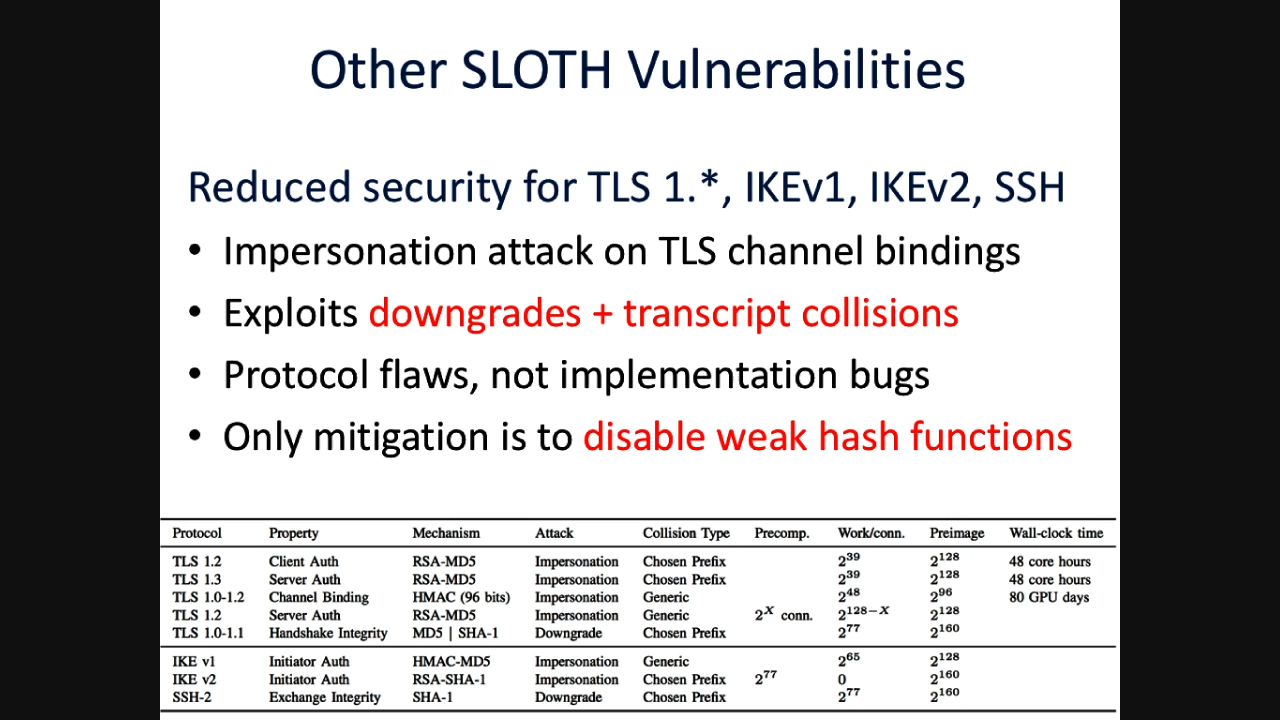 Other SLOTH Vulnerabilities
Reduced security for TLS 1.*, IKEv1, IKEv2, SSH
• Impersonation attack on TLS channel bindings
• Exploits downgrades + transcript collisions
• Protocol flaws, not implementation bugs
• Only mitigation is to disable weak hash functions
Protocol Property Mechanism Attack Collision Type Precomp. Work/conn. Preimage Wall-clock time
TLS 1.2 Client Auth RSA-MD5 Impersonation Chosen Prefix 2^39 2^128 48 core hours
TLS 1.3 Server Auth RSA-MD5 Impersonation Chosen Prefix 2^39 2^128 48 core hours
TLS 1.0-1.2 Channel Binding HMAC (96 bits) Impersonation Generic 2^48 2^96 80 GPU days
TLS 1.2 Server Auth RSA-MD5 Impersonation Generic 2^X conn. 2^128−X 2^128
TLS 1.0-1.1 Handshake Integrity MD5 | SHA-1 Downgrade Chosen Prefix 2^77 2^160
IKE v1 Initiator Auth HMAC-MD5 Impersonation Generic 2^65 2^128
IKE v2 Initiator Auth RSA-SHA-1 Impersonation Chosen Prefix 2^77 0 2^160
SSH-2 Exchange Integrity SHA-1 Downgrade Chosen Prefix 2^77 2^160